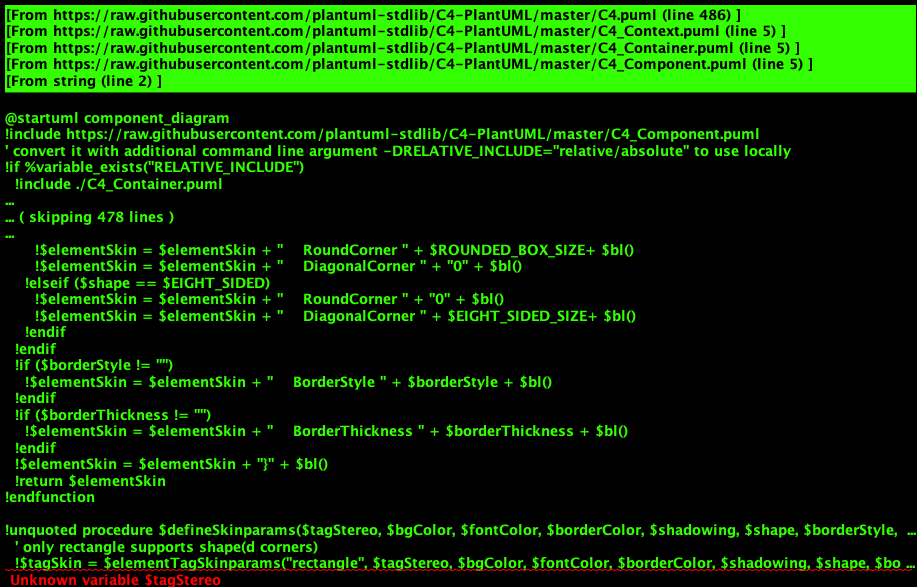 [From https://raw.githubusercontent.com/plantuml-stdlib/C4-PlantUML/master/C4.puml (line 486) ]
[From https://raw.githubusercontent.com/plantuml-stdlib/C4-PlantUML/master/C4_Context.puml (line 5) ]
[From https://raw.githubusercontent.com/plantuml-stdlib/C4-PlantUML/master/C4_Container.puml (line 5) ]
[From https://raw.githubusercontent.com/plantuml-stdlib/C4-PlantUML/master/C4_Component.puml (line 5) ]
[From string (line 2) ]
@startuml component_diagram
!include https://raw.githubusercontent.com/plantuml-stdlib/C4-PlantUML/master/C4_Component.puml
' convert it with additional command line argument -DRELATIVE_INCLUDE="relative/absolute" to use locally
!if %variable_exists("RELATIVE_INCLUDE")
!include ./C4_Container.puml
...
... ( skipping 478 lines )
...
!$elementSkin = $elementSkin + "    RoundCorner " + $ROUNDED_BOX_SIZE+ $bl()
!$elementSkin = $elementSkin + "    DiagonalCorner " + "0" + $bl()
!elseif ($shape == $EIGHT_SIDED)
!$elementSkin = $elementSkin + "    RoundCorner " + "0" + $bl()
!$elementSkin = $elementSkin + "    DiagonalCorner " + $EIGHT_SIDED_SIZE+ $bl()
!endif
!endif
!if ($borderStyle != "")
!$elementSkin = $elementSkin + "    BorderStyle " + $borderStyle + $bl()
!endif
!if ($borderThickness != "")
!$elementSkin = $elementSkin + "    BorderThickness " + $borderThickness + $bl()
!endif
!$elementSkin = $elementSkin + "}" + $bl()
!return $elementSkin
!endfunction
!unquoted procedure $defineSkinparams($tagStereo, $bgColor, $fontColor, $borderColor, $shadowing, $shape, $borderStyle, ...
' only rectangle supports shape(d corners)
!$tagSkin = $elementTagSkinparams("rectangle", $tagStereo, $bgColor, $fontColor, $borderColor, $shadowing, $shape, $bo ...
Unknown variable $tagStereo